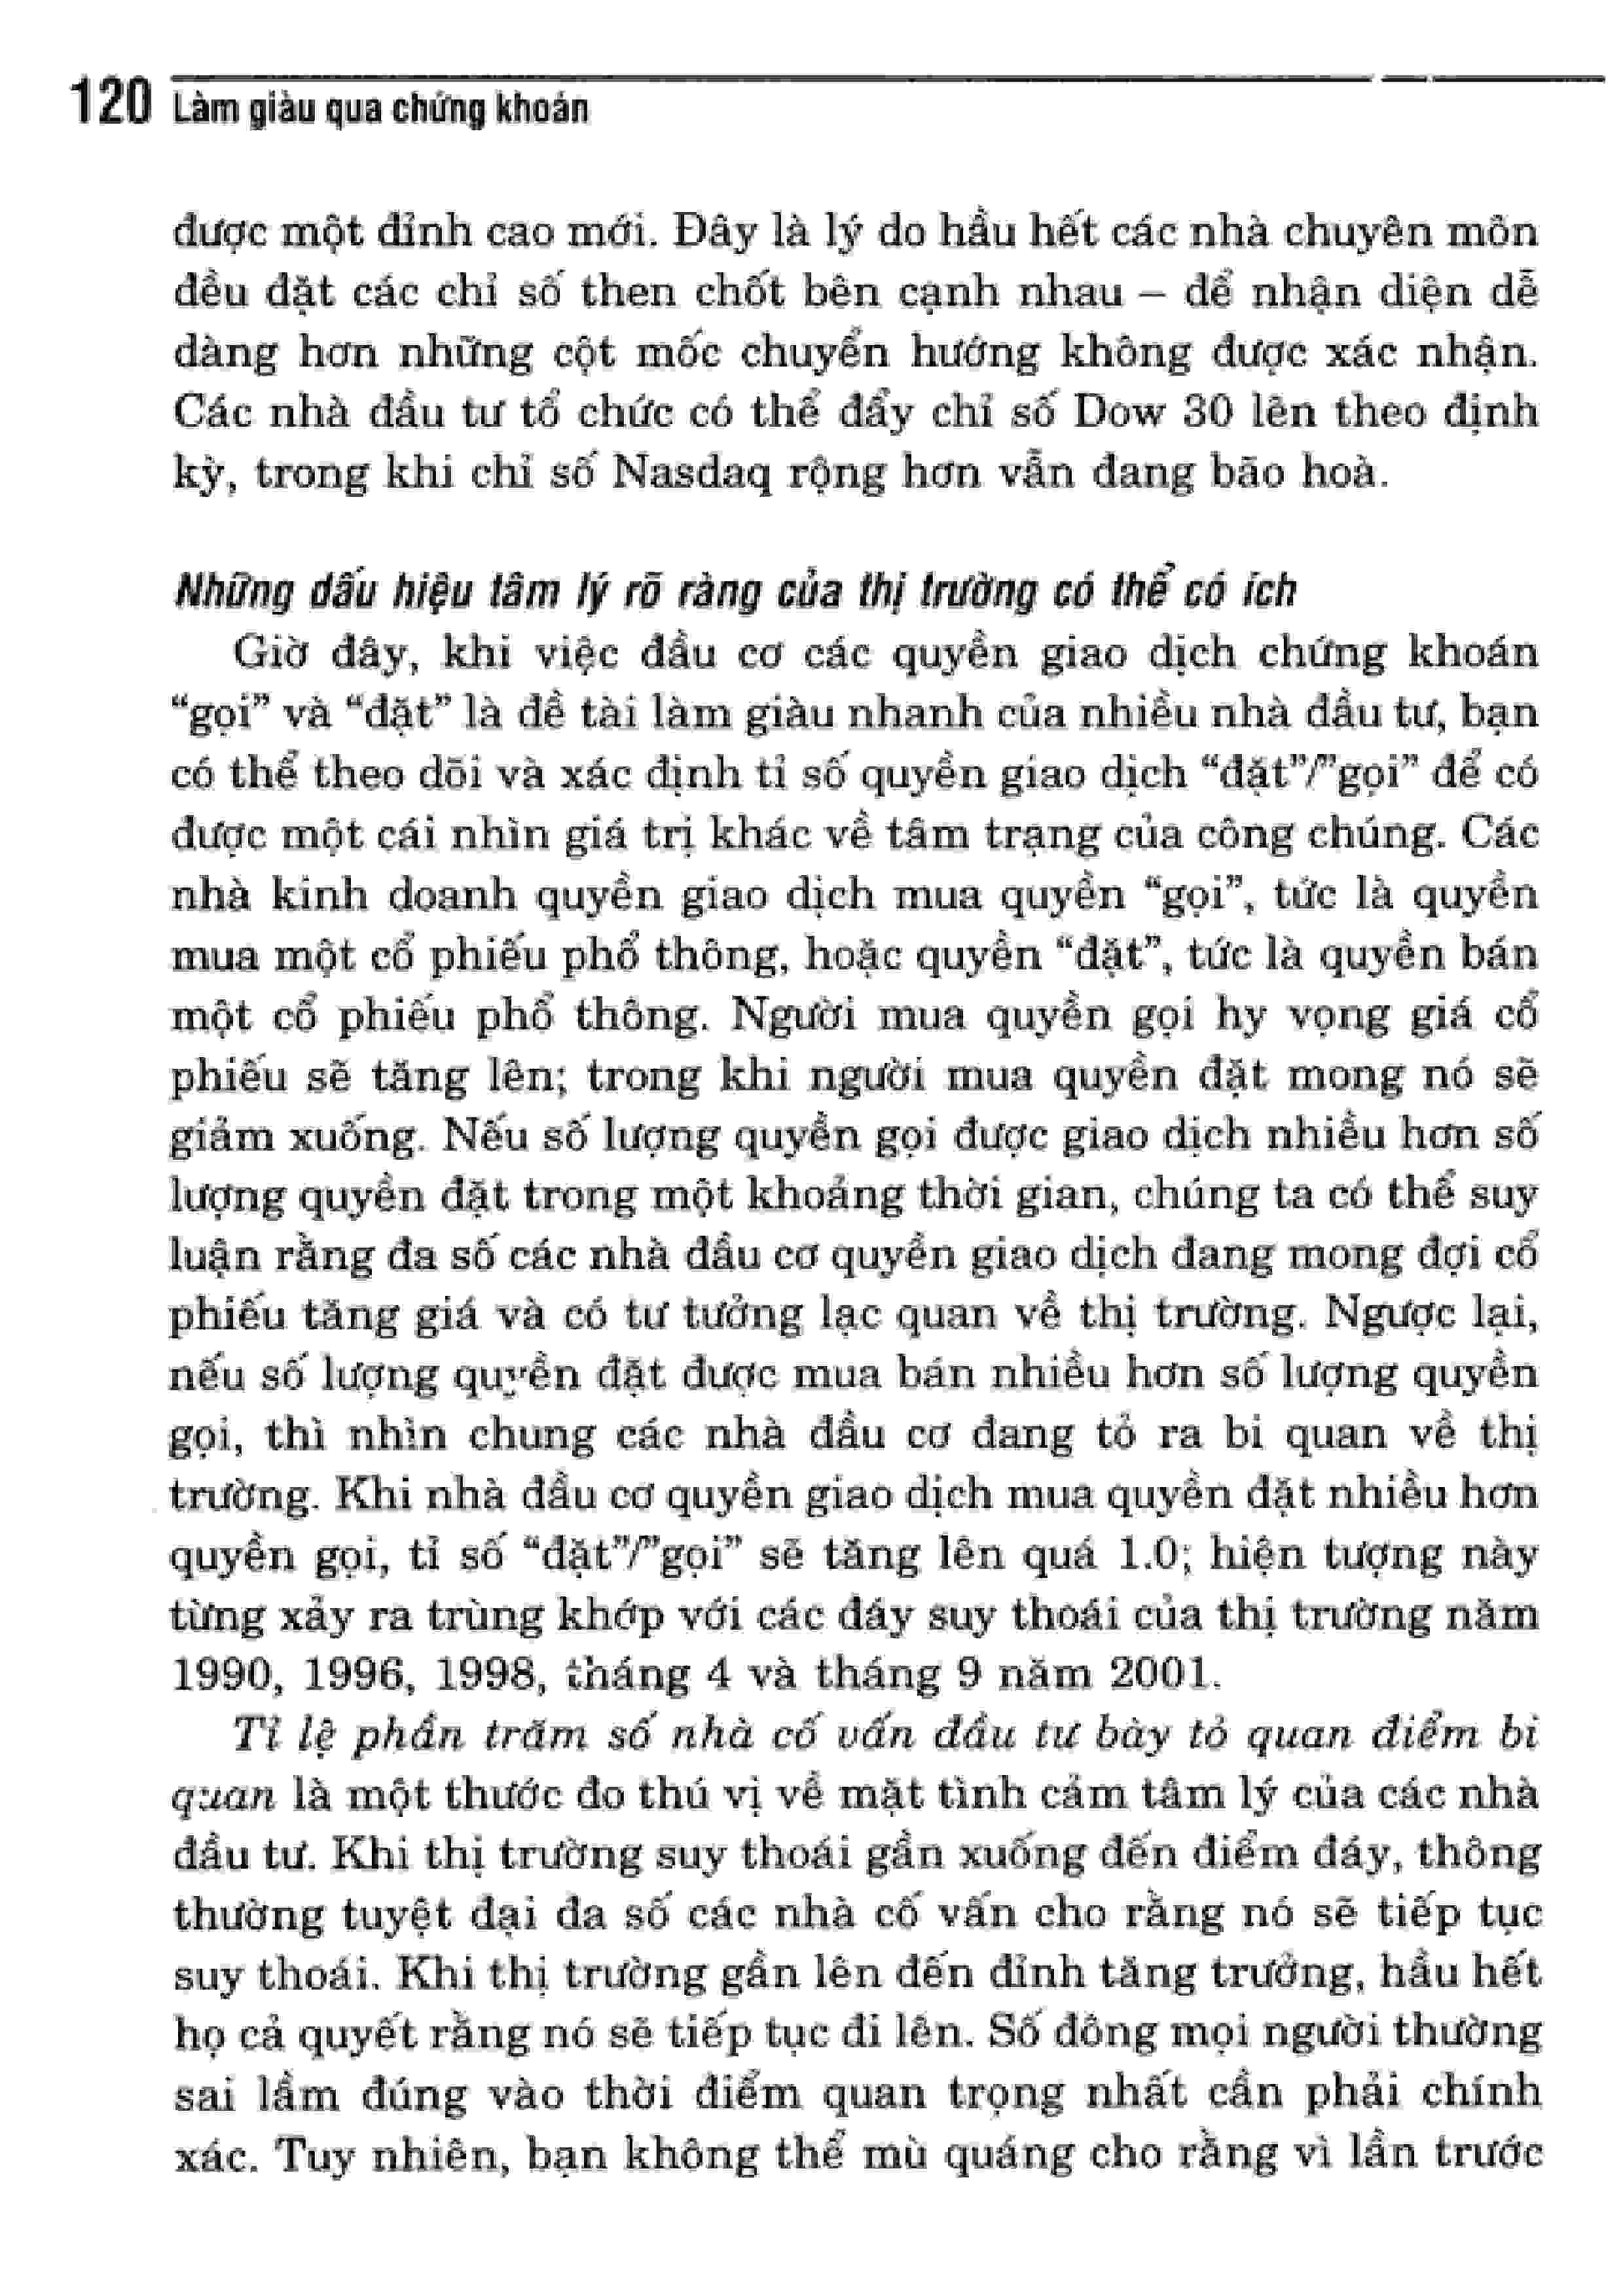 120 Làm giàu qua chứng khoán
được một đỉnh cao mới. Đây là lý do hầu hết các nhà chuyên môn
đều đặt các chỉ số then chốt bên cạnh nhau – để nhận diện dễ
dàng hơn những cột mốc chuyển hướng không được xác nhận.
Các nhà đầu tư tổ chức có thể đẩy chỉ số Dow 30 lên theo định
kỳ, trong khi chỉ số Nasdaq rộng hơn vẫn đang bão hoà.
Những dấu hiệu tâm lý rõ ràng của thị trường có thể có ích
Giờ đây, khi việc đầu cơ các quyền giao dịch chứng khoán
“gọi” và “đặt” là đề tài làm giàu nhanh của nhiều nhà đầu tư, bạn
có thể theo dõi và xác định tỉ số quyền giao dịch “đặt”/”gọi” để có
được một cái nhìn giá trị khác về tâm trạng của công chúng. Các
nhà kinh doanh quyền giao dịch mua quyền “gọi”, tức là quyền
mua một cổ phiếu phổ thông, hoặc quyền “đặt”, tức là quyền bán
một cổ phiếu phổ thông. Người mua quyền gọi hy vọng giá cổ
phiếu sẽ tăng lên; trong khi người mua quyền đặt mong nó sẽ
giảm xuống. Nếu số lượng quyền gọi được giao dịch nhiều hơn số
lượng quyền đặt trong một khoảng thời gian, chúng ta có thể suy
luận rằng đa số các nhà đầu cơ quyền giao dịch đang mong đợi cổ
phiếu tăng giá và có tư tưởng lạc quan về thị trường. Ngược lại,
nếu số lượng quyền đặt được mua bán nhiều hơn số lượng quyền
gọi, thì nhìn chung các nhà đầu cơ đang tỏ ra bi quan về thị
trường. Khi nhà đầu cơ quyền giao dịch mua quyền đặt nhiều hơn
quyền gọi, tỉ số “đặt”/”gọi” sẽ tăng lên quá 1.0; hiện tượng này
từng xảy ra trùng khớp với các đáy suy thoái của thị trường năm
1990, 1996, 1998, tháng 4 và tháng 9 năm 2001.
Tỉ lệ phần trăm số nhà cố vấn đầu tư bày tỏ quan điểm bi
quan là một thước đo thú vị về mặt tình cảm tâm lý của các nhà
đầu tư. Khi thị trường suy thoái gần xuống đến điểm đáy, thông
thường tuyệt đại đa số các nhà cố vấn cho rằng nó sẽ tiếp tục
suy thoái. Khi thị trường gần lên đến đỉnh tăng trưởng, hầu hết
họ cả quyết rằng nó sẽ tiếp tục đi lên. Số đông mọi người thường
sai lầm đúng vào thời điểm quan trọng nhất cần phải chính
xác. Tuy nhiên, bạn không thể mù quáng cho rằng vì lần trước